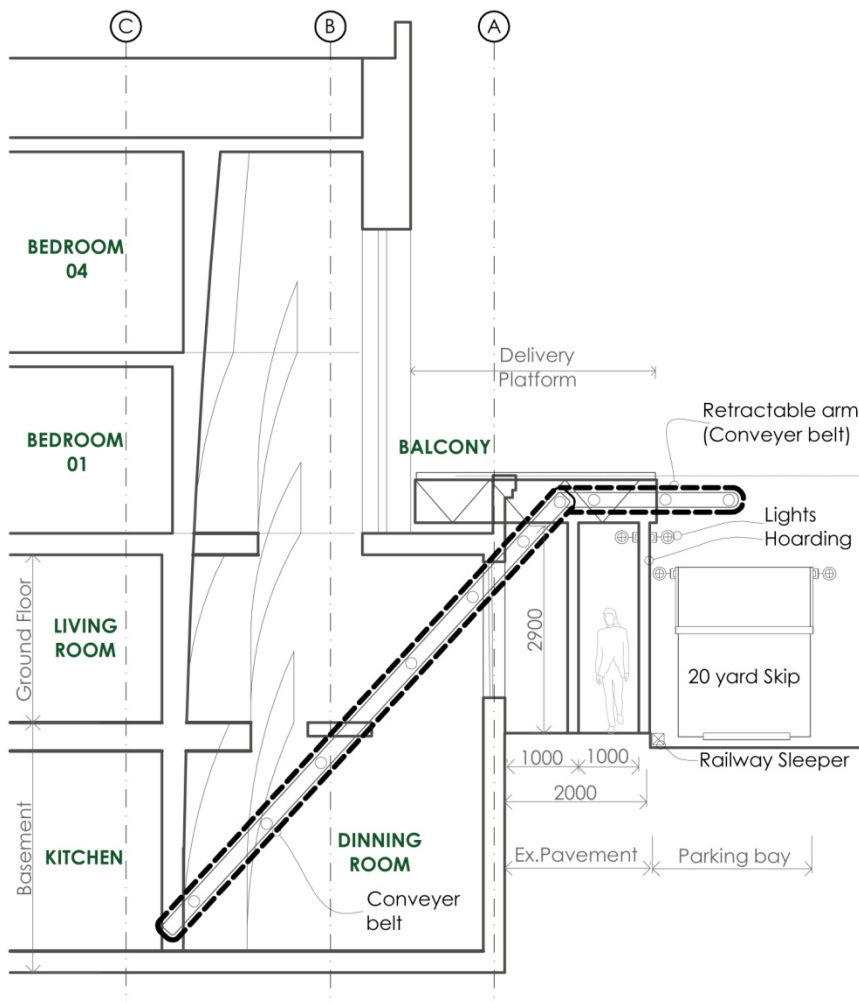 C
B
A
BEDROOM
04
Delivery
Platform
Retractable arm
(Conveyer belt)
BEDROOM
01
BALCONY
Lights
Hoarding
Ground Floor
LIVING
ROOM
2900
20 yard Skip
1000
1000
Railway Sleeper
2000
Basement
KITCHEN
DINNING
ROOM
Ex.Pavement
Parking bay
Conveyer
belt